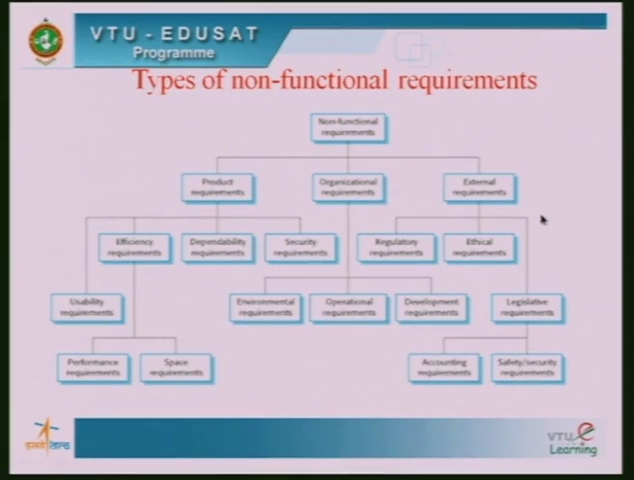 VTU - EDUSAT
Programme
Types of non-functional requirements
Non-functional
requirements
Product
requirements
Organizational
requirements
External
requirements
Efficiency
requirements
Dependability
requirements
Security
requirements
Regulatory
requirements
Ethical
requirements
Usability
requirements
Environmental
requirements
Operational
requirements
Development
requirements
Legislative
requirements
Performance
requirements
Space
requirements
Accounting
requirements
Safety/security
requirements
इसरो isro
VTU e
Learning